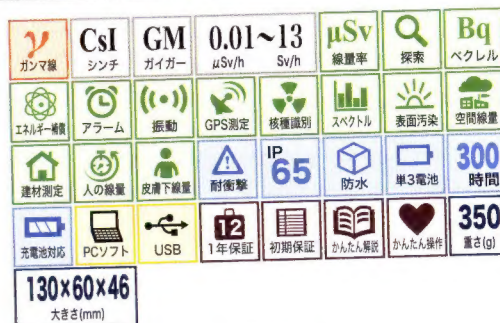 γ
ガンマ線
CsI
シンチ
GM
ガイガー
0.01～13
μSv/h Sv/h
μSv
線量率
探索
Bq
ベクレル
エネルギー補償
アラーム
振動
GPS測定
核種識別
スペクトル
表面汚染
空間線量
建材測定
人の線量
皮膚下線量
耐衝撃
IP
65
防水
単3電池
300
時間
充電池対応
PCソフト
USB
12
1年保証
初期保証
かんたん解説
かんたん操作
350
重さ(g)
130×60×46
大きさ(mm)